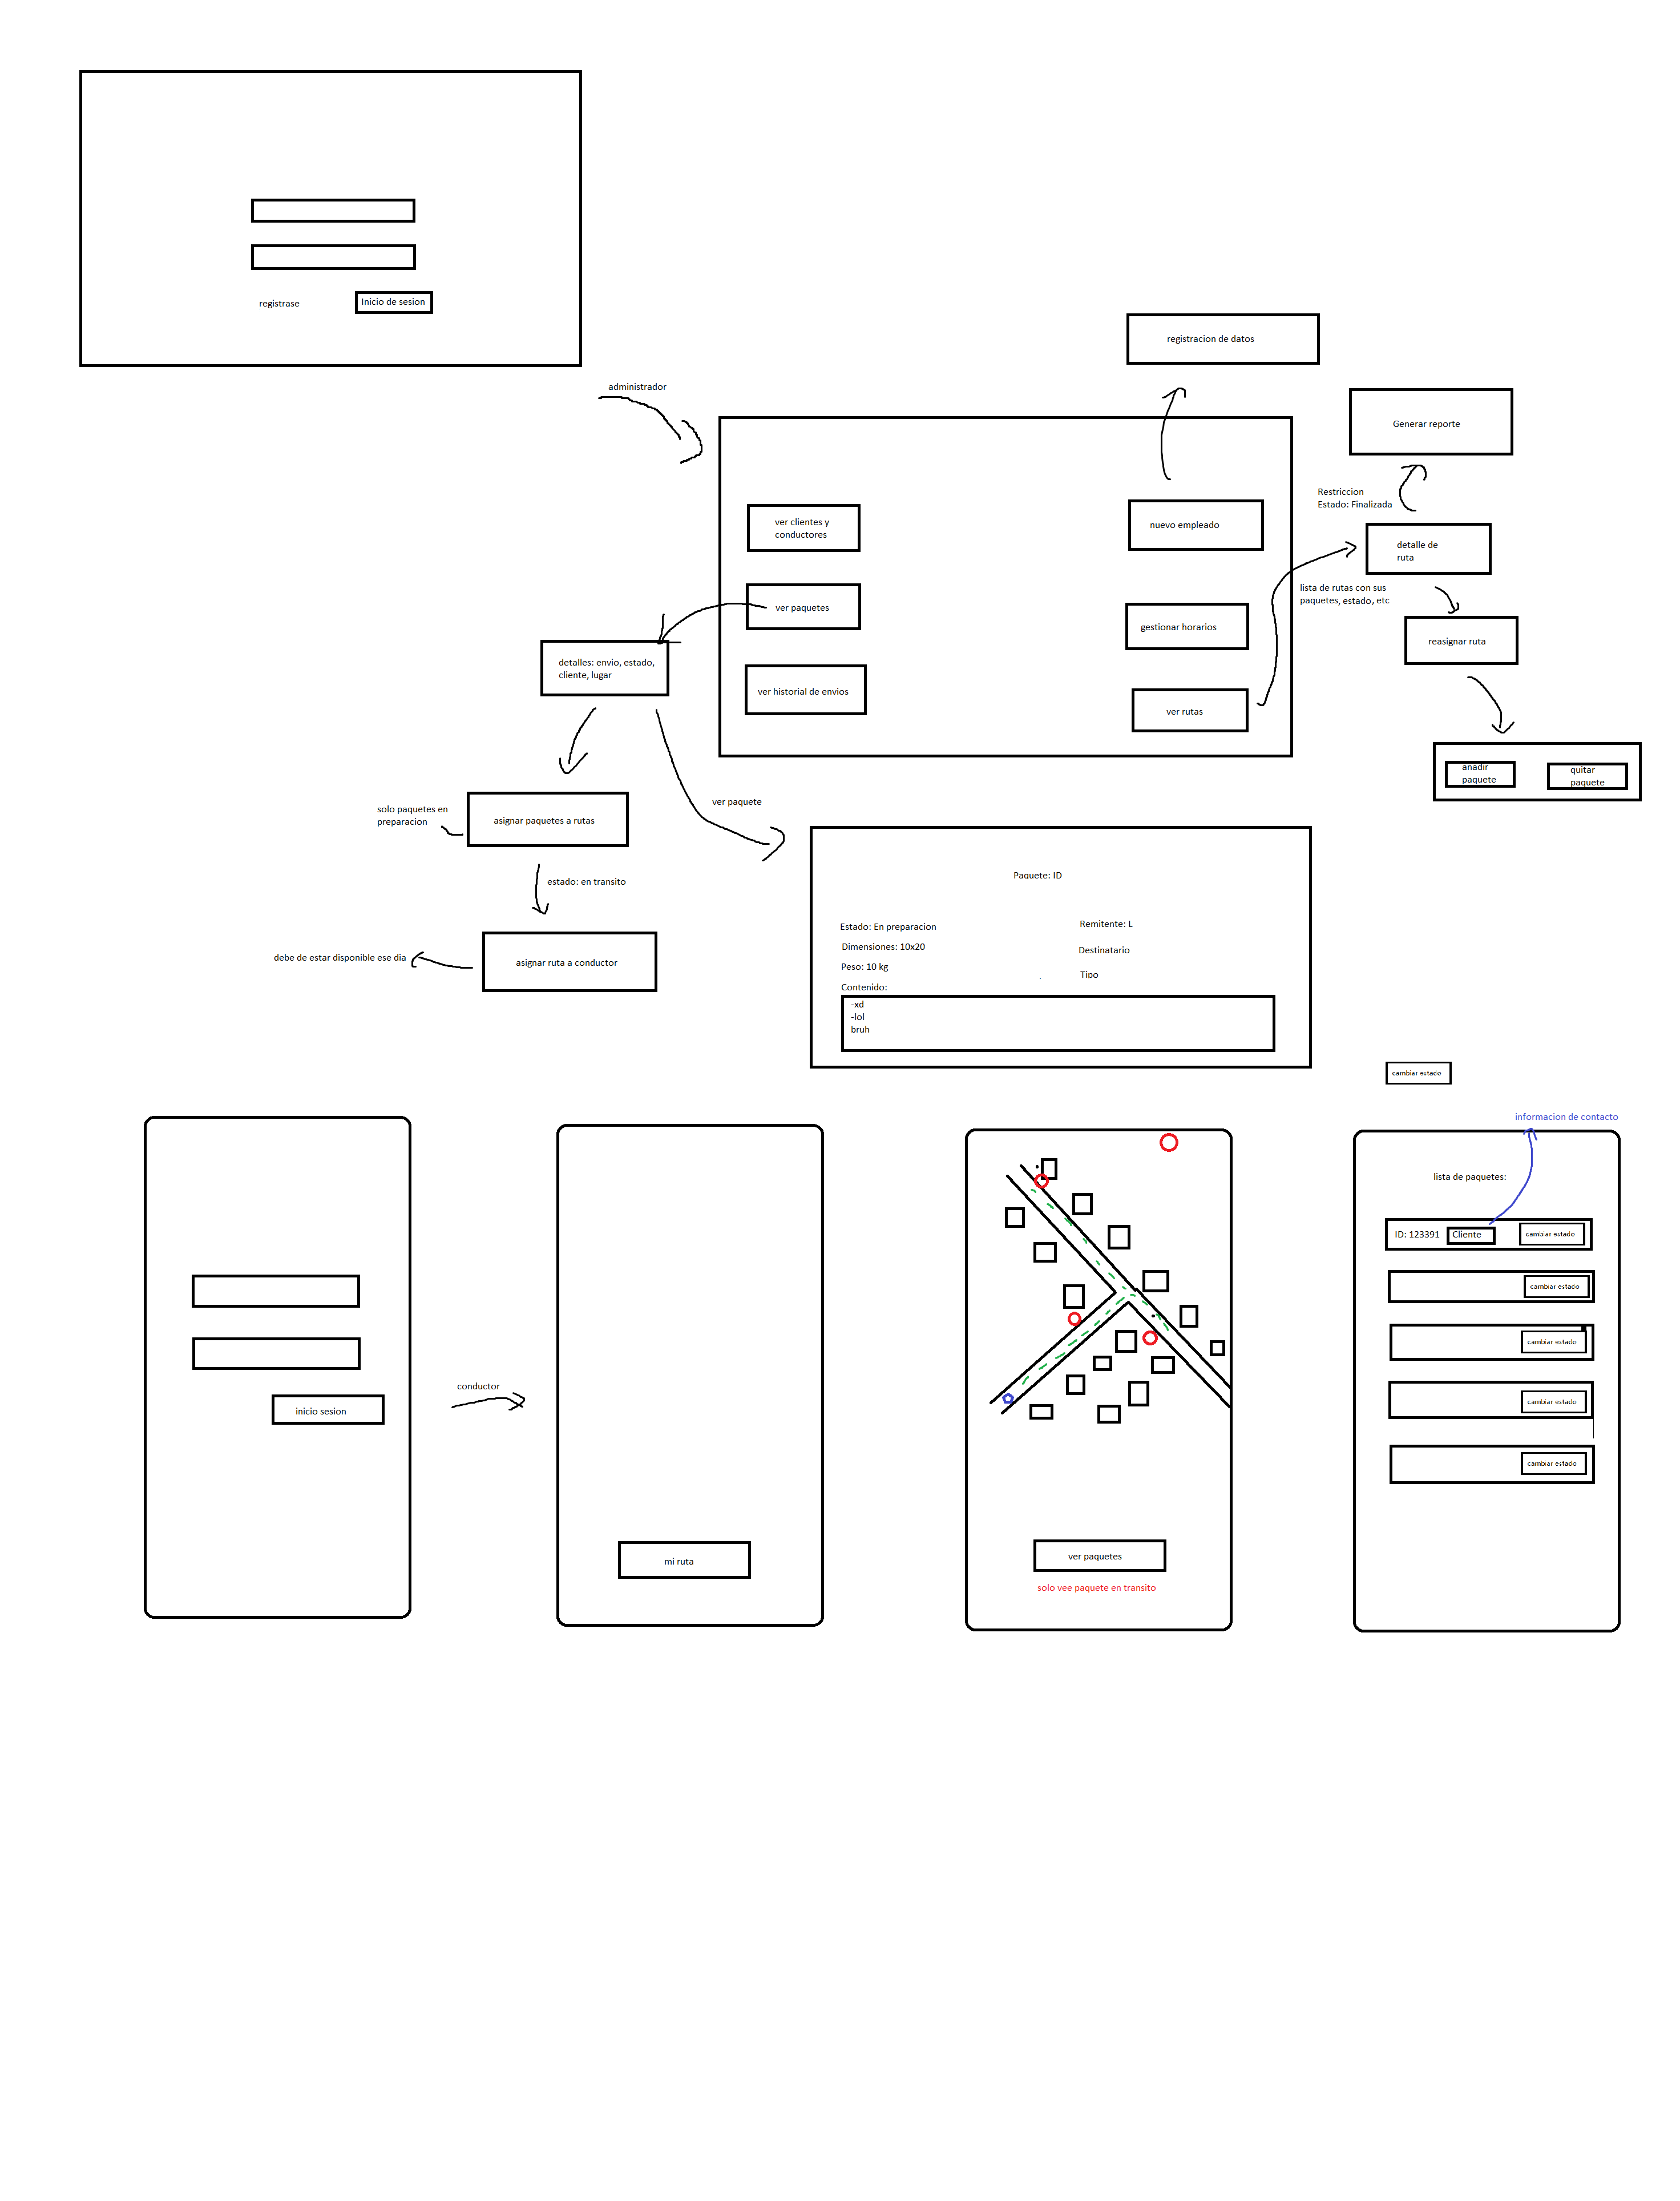 registrase
Inicio de sesion
administrador
registracion de datos
Generar reporte
Restriccion
Estado: Finalizada
ver clientes y
conductores
nuevo empleado
detalle de
ruta
lista de rutas con sus
paquetes, estado, etc
ver paquetes
gestionar horarios
reasignar ruta
detalles: envio, estado,
cliente, lugar
ver historial de envios
ver rutas
anadir
paquete
quitar
paquete
solo paquetes en
preparacion
asignar paquetes a rutas
ver paquete
estado: en transito
debe de estar disponible ese dia
asignar ruta a conductor
Paquete: ID
Estado: En preparacion
Remitente: L
Dimensiones: 10x20
Destinatario
Peso: 10 kg
Tipo
Contenido:
-xd
-lol
bruh
cambiar estado
informacion de contacto
lista de paquetes:
ID: 123391
Cliente
cambiar estado
cambiar estado
cambiar estado
cambiar estado
cambiar estado
inicio sesion
conductor
mi ruta
ver paquetes
solo vee paquete en transito